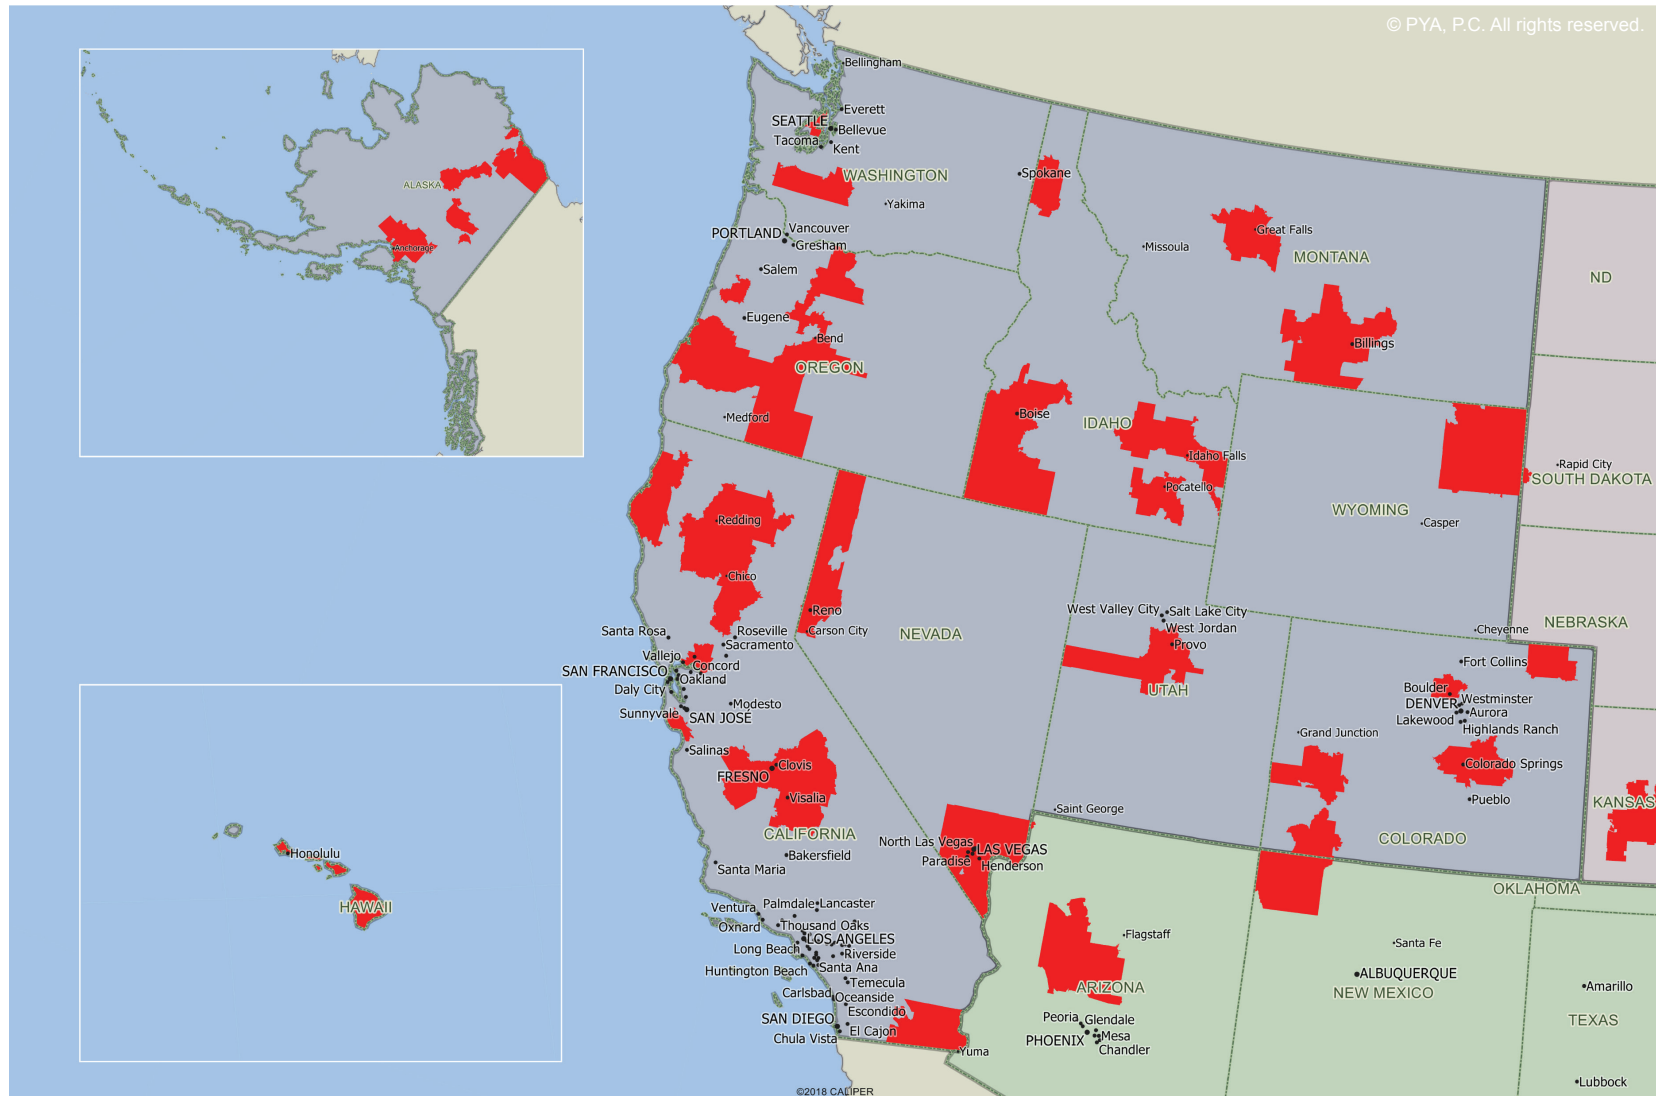 © PYA, P.C. All rights reserved.
Bellingham
Everett
SEATTLE
Bellevue
Tacoma
Kent
WASHINGTON
Spokane
Yakima
ALASKA
Anchorage
PORTLAND
Vancouver
Gresham
Salem
Eugene
Bend
OREGON
Medford
Missoula
Great Falls
MONTANA
Billings
ND
Boise
IDAHO
Idaho Falls
Pocatello
Rapid City
SOUTH DAKOTA
WYOMING
Casper
Redding
Chico
Reno
Carson City
NEVADA
West Valley City
Salt Lake City
West Jordan
Provo
UTAH
Cheyenne
NEBRASKA
Santa Rosa
Roseville
Sacramento
Vallejo
Concord
SAN FRANCISCO
Oakland
Daly City
Sunnyvale
SAN JOSÉ
Modesto
Salinas
Fort Collins
Boulder
Westminster
DENVER
Aurora
Lakewood
Highlands Ranch
Grand Junction
Colorado Springs
Pueblo
KANSAS
COLORADO
Clovis
FRESNO
Visalia
CALIFORNIA
Bakersfield
Santa Maria
Saint George
North Las Vegas
LAS VEGAS
Paradise
Henderson
OKLAHOMA
Honolulu
HAWAII
Ventura
Palmdale
Lancaster
Oxnard
Thousand Oaks
LOS ANGELES
Long Beach
Riverside
Huntington Beach
Santa Ana
Temecula
Carlsbad
Oceanside
Escondido
SAN DIEGO
El Cajon
Chula Vista
Yuma
Flagstaff
ARIZONA
Peoria
Glendale
PHOENIX
Mesa
Chandler
Santa Fe
ALBUQUERQUE
NEW MEXICO
Amarillo
TEXAS
Lubbock
©2018 CALIPER